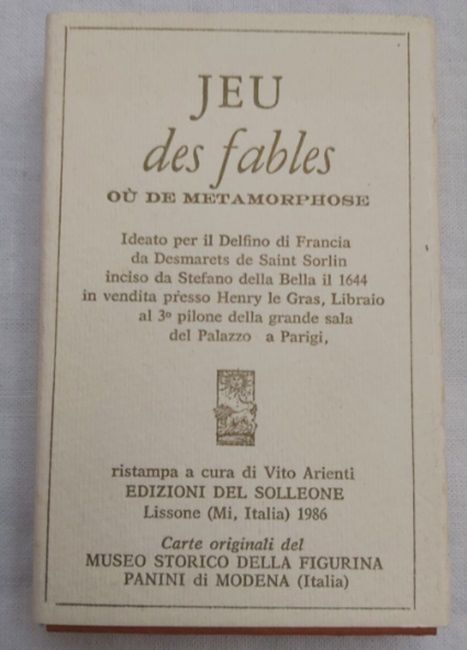 JEU
des fables
OÙ DE METAMORPHOSE
Ideato per il Delfino di Francia
da Desmarets de Saint Sorlin
inciso da Stefano della Bella il 1644
in vendita presso Henry le Gras, Libraio
al 3º pilone della grande sala
del Palazzo a Parigi,
ristampa a cura di Vito Arienti
EDIZIONI DEL SOLLEONE
Lissone (Mi, Italia) 1986
Carte originali del
MUSEO STORICO DELLA FIGURINA
PANINI di MODENA (Italia)